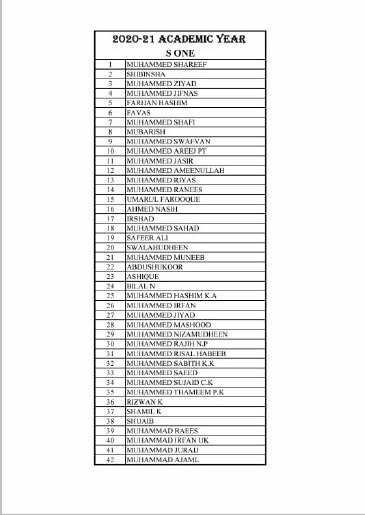 2020-21 ACADEMIC YEAR
S ONE
1 MUHAMMED SHAREEF
2 SHIBINSHA
3 MUHAMMED ZIYAD
4 MUHAMMED JIFNAS
5 FARHAN HASHIM
6 FAVAS
7 MUHAMMED SHAFI
8 MUBARISH
9 MUHAMMED SWAFVAN
10 MUHAMMED AREEJ PT
11 MUHAMMED JASIR
12 MUHAMMED AMEENULLAH
13 MUHAMMED RIYAS
14 MUHAMMED RANEES
15 UMARUL FAROOQUE
16 AHMED NASIH
17 IRSHAD
18 MUHAMMED SAHAD
19 SAFEER ALI
20 SWALAHUDHEEN
21 MUHAMMED MUNEEB
22 ABDUSHUKOOR
23 ASHIQUE
24 BILAL N
25 MUHAMMED HASHIM K.A
26 MUHAMMED IRFAN
27 MUHAMMED JIYAD
28 MUHAMMED MASHOOD
29 MUHAMMED NIZAMUDHEEN
30 MUHAMMED RAJIH N.P
31 MUHAMMED RISAL HABEEB
32 MUHAMMED SABITH K.K
33 MUHAMMED SAEED
34 MUHAMMED SUJAID C.K
35 MUHAMMED THAMEEM P.K
36 RIZWAN K
37 SHAMIL K
38 SHUAIB
39 MUHAMMAD RAEES
40 MUHAMMAD IRFAN UK
41 MUHAMMAD JURAIJ
42 MUHAMMAD AJAML